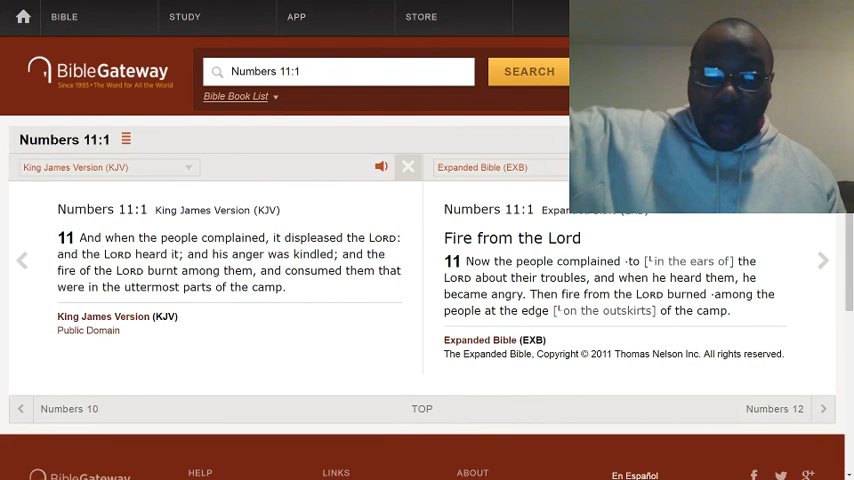 BIBLE
STUDY
APP
STORE
BibleGateway
Since 1993 • The Word for All the World
Numbers 11:1
SEARCH
Bible Book List
Numbers 11:1
King James Version (KJV)
Expanded Bible (EXB)
Numbers 11:1 King James Version (KJV)
11 And when the people complained, it displeased the LORD:
and the LORD heard it; and his anger was kindled; and the
fire of the LORD burnt among them, and consumed them that
were in the uttermost parts of the camp.
King James Version (KJV)
Public Domain
Numbers 11:1 Expanded Bible (EXB)
Fire from the Lord
11 Now the people complained ·to [L in the ears of] the
LORD about their troubles, and when he heard them, he
became angry. Then fire from the LORD burned ·among the
people at the edge [L on the outskirts] of the camp.
Expanded Bible (EXB)
The Expanded Bible, Copyright © 2011 Thomas Nelson Inc. All rights reserved.
Numbers 10
TOP
Numbers 12
BibleGateway
HELP
LINKS
ABOUT
En Español
f
g+